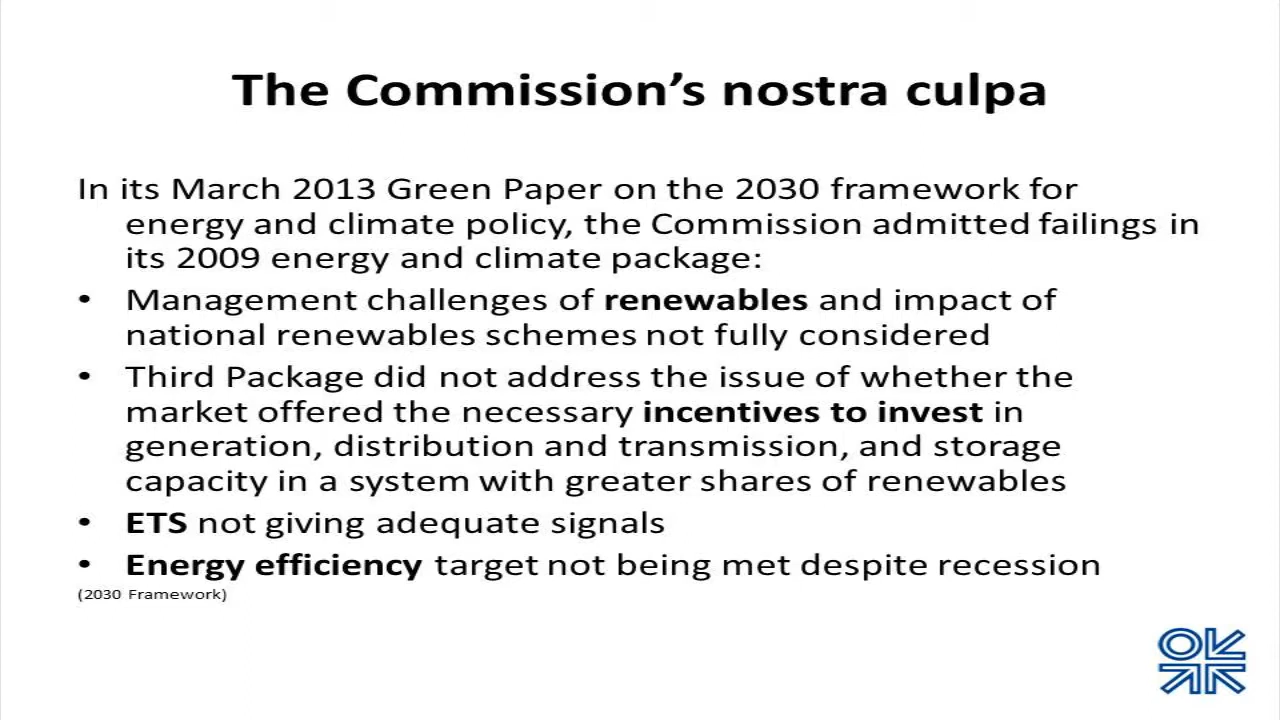 The Commission’s nostra culpa
In its March 2013 Green Paper on the 2030 framework for
energy and climate policy, the Commission admitted failings in
its 2009 energy and climate package:
• Management challenges of renewables and impact of
national renewables schemes not fully considered
• Third Package did not address the issue of whether the
market offered the necessary incentives to invest in
generation, distribution and transmission, and storage
capacity in a system with greater shares of renewables
• ETS not giving adequate signals
• Energy efficiency target not being met despite recession
(2030 Framework)